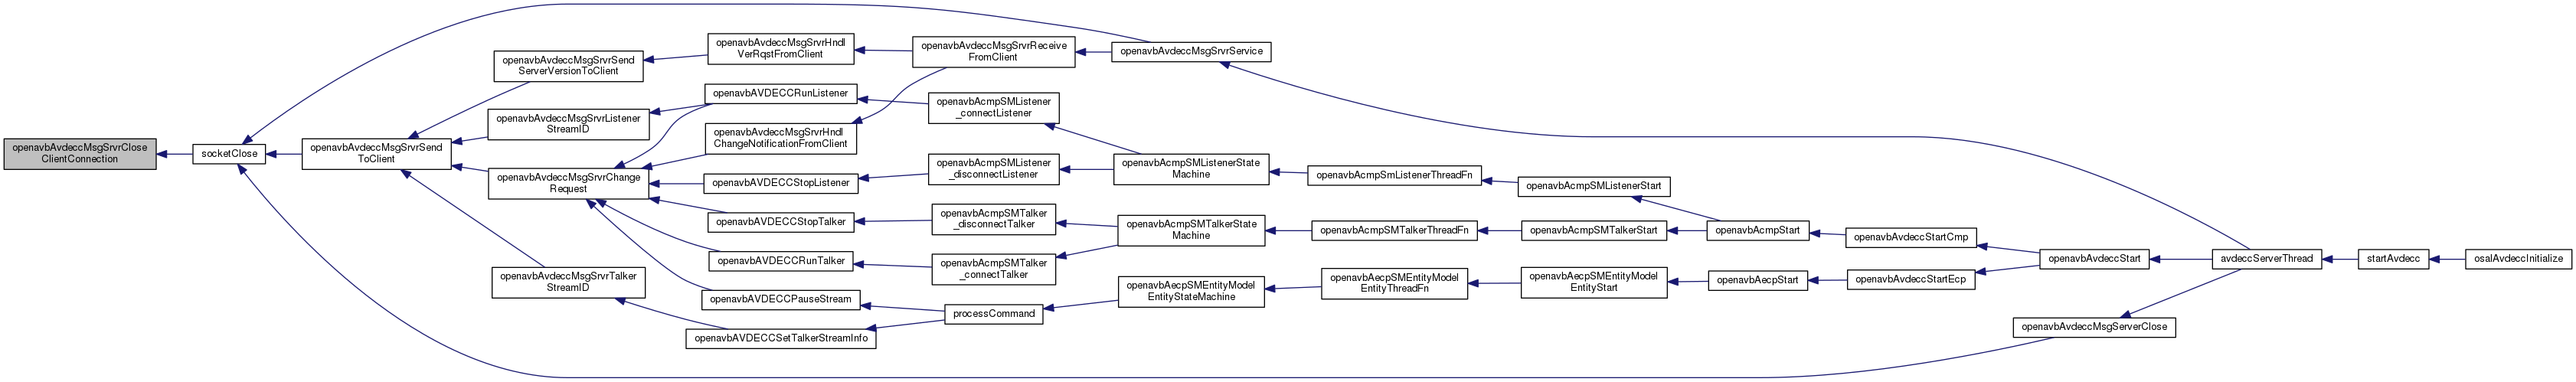 openavbAvdeccMsgSrvrClose
ClientConnection
socketClose
openavbAvdeccMsgSrvrSend
ToClient
openavbAvdeccMsgSrvrSend
ServerVersionToClient
openavbAvdeccMsgSrvrListener
StreamID
openavbAvdeccMsgSrvrChange
Request
openavbAvdeccMsgSrvrTalker
StreamID
openavbAvdeccMsgSrvrHndl
VerRqstFromClient
openavbAVDECCRunListener
openavbAvdeccMsgSrvrHndl
ChangeNotificationFromClient
openavbAVDECCStopListener
openavbAVDECCStopTalker
openavbAVDECCRunTalker
openavbAVDECCPauseStream
openavbAVDECCSetTalkerStreamInfo
openavbAvdeccMsgSrvrReceive
FromClient
openavbAcmpSMListener
_connectListener
openavbAcmpSMListener
_disconnectListener
openavbAcmpSMTalker
_disconnectTalker
openavbAcmpSMTalker
_connectTalker
processCommand
openavbAvdeccMsgSrvrService
openavbAcmpSMListenerState
Machine
openavbAcmpSMTalkerState
Machine
openavbAecpSMEntityModel
EntityStateMachine
openavbAcmpSmListenerThreadFn
openavbAcmpSMTalkerThreadFn
openavbAecpSMEntityModel
EntityThreadFn
openavbAcmpSMListenerStart
openavbAcmpSMTalkerStart
openavbAecpSMEntityModel
EntityStart
openavbAcmpStart
openavbAecpStart
openavbAvdeccStartCmp
openavbAvdeccStartEcp
openavbAvdeccStart
openavbAvdeccMsgServerClose
avdeccServerThread
startAvdecc
osalAvdeccInitialize